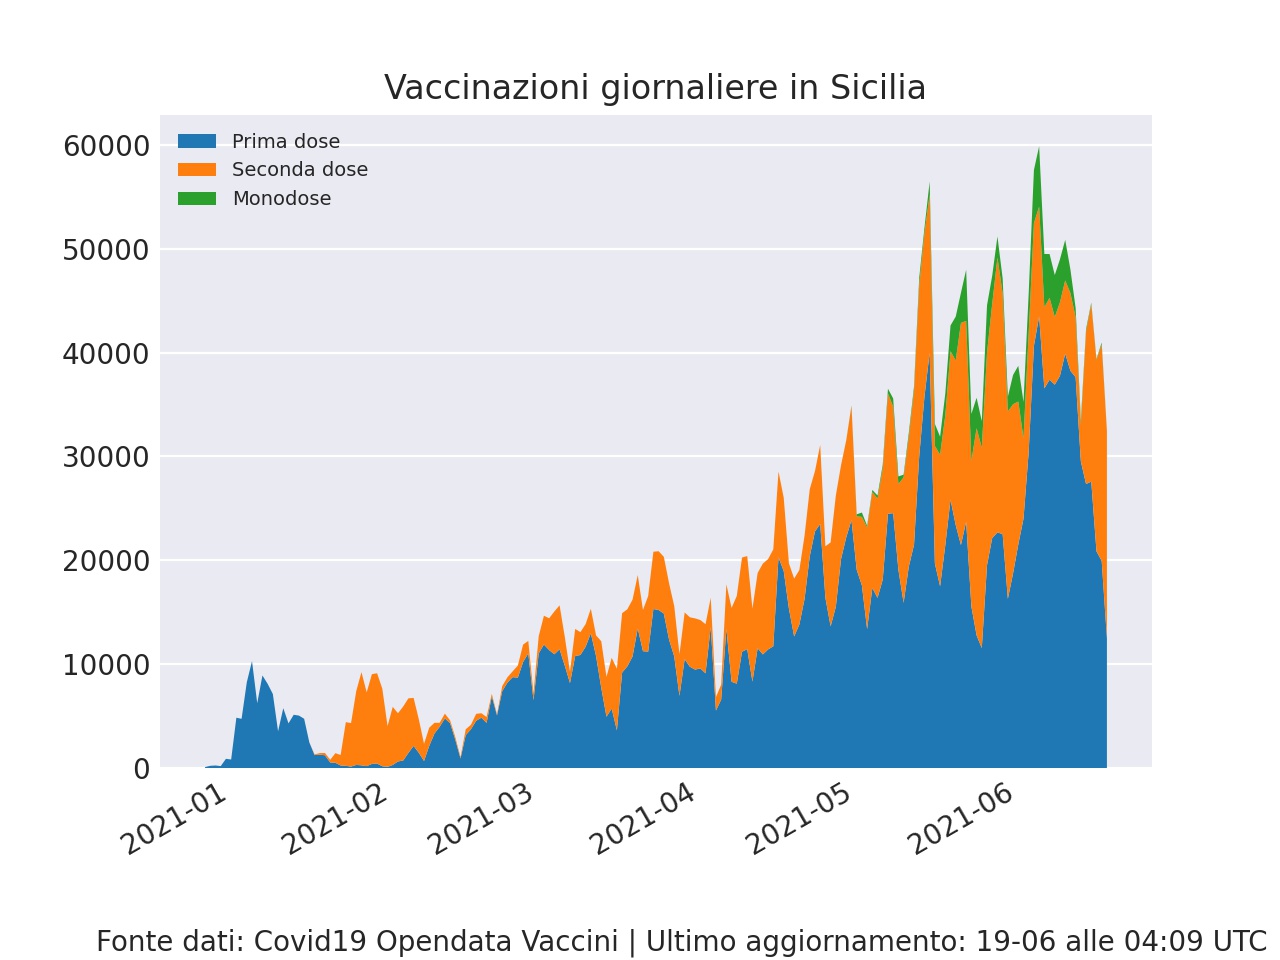 Vaccinazioni giornaliere in Sicilia
Prima dose
Seconda dose
Monodose
60000
50000
40000
30000
20000
10000
0
2021-01
2021-02
2021-03
2021-04
2021-05
2021-06
Fonte dati: Covid19 Opendata Vaccini | Ultimo aggiornamento: 19-06 alle 04:09 UTC